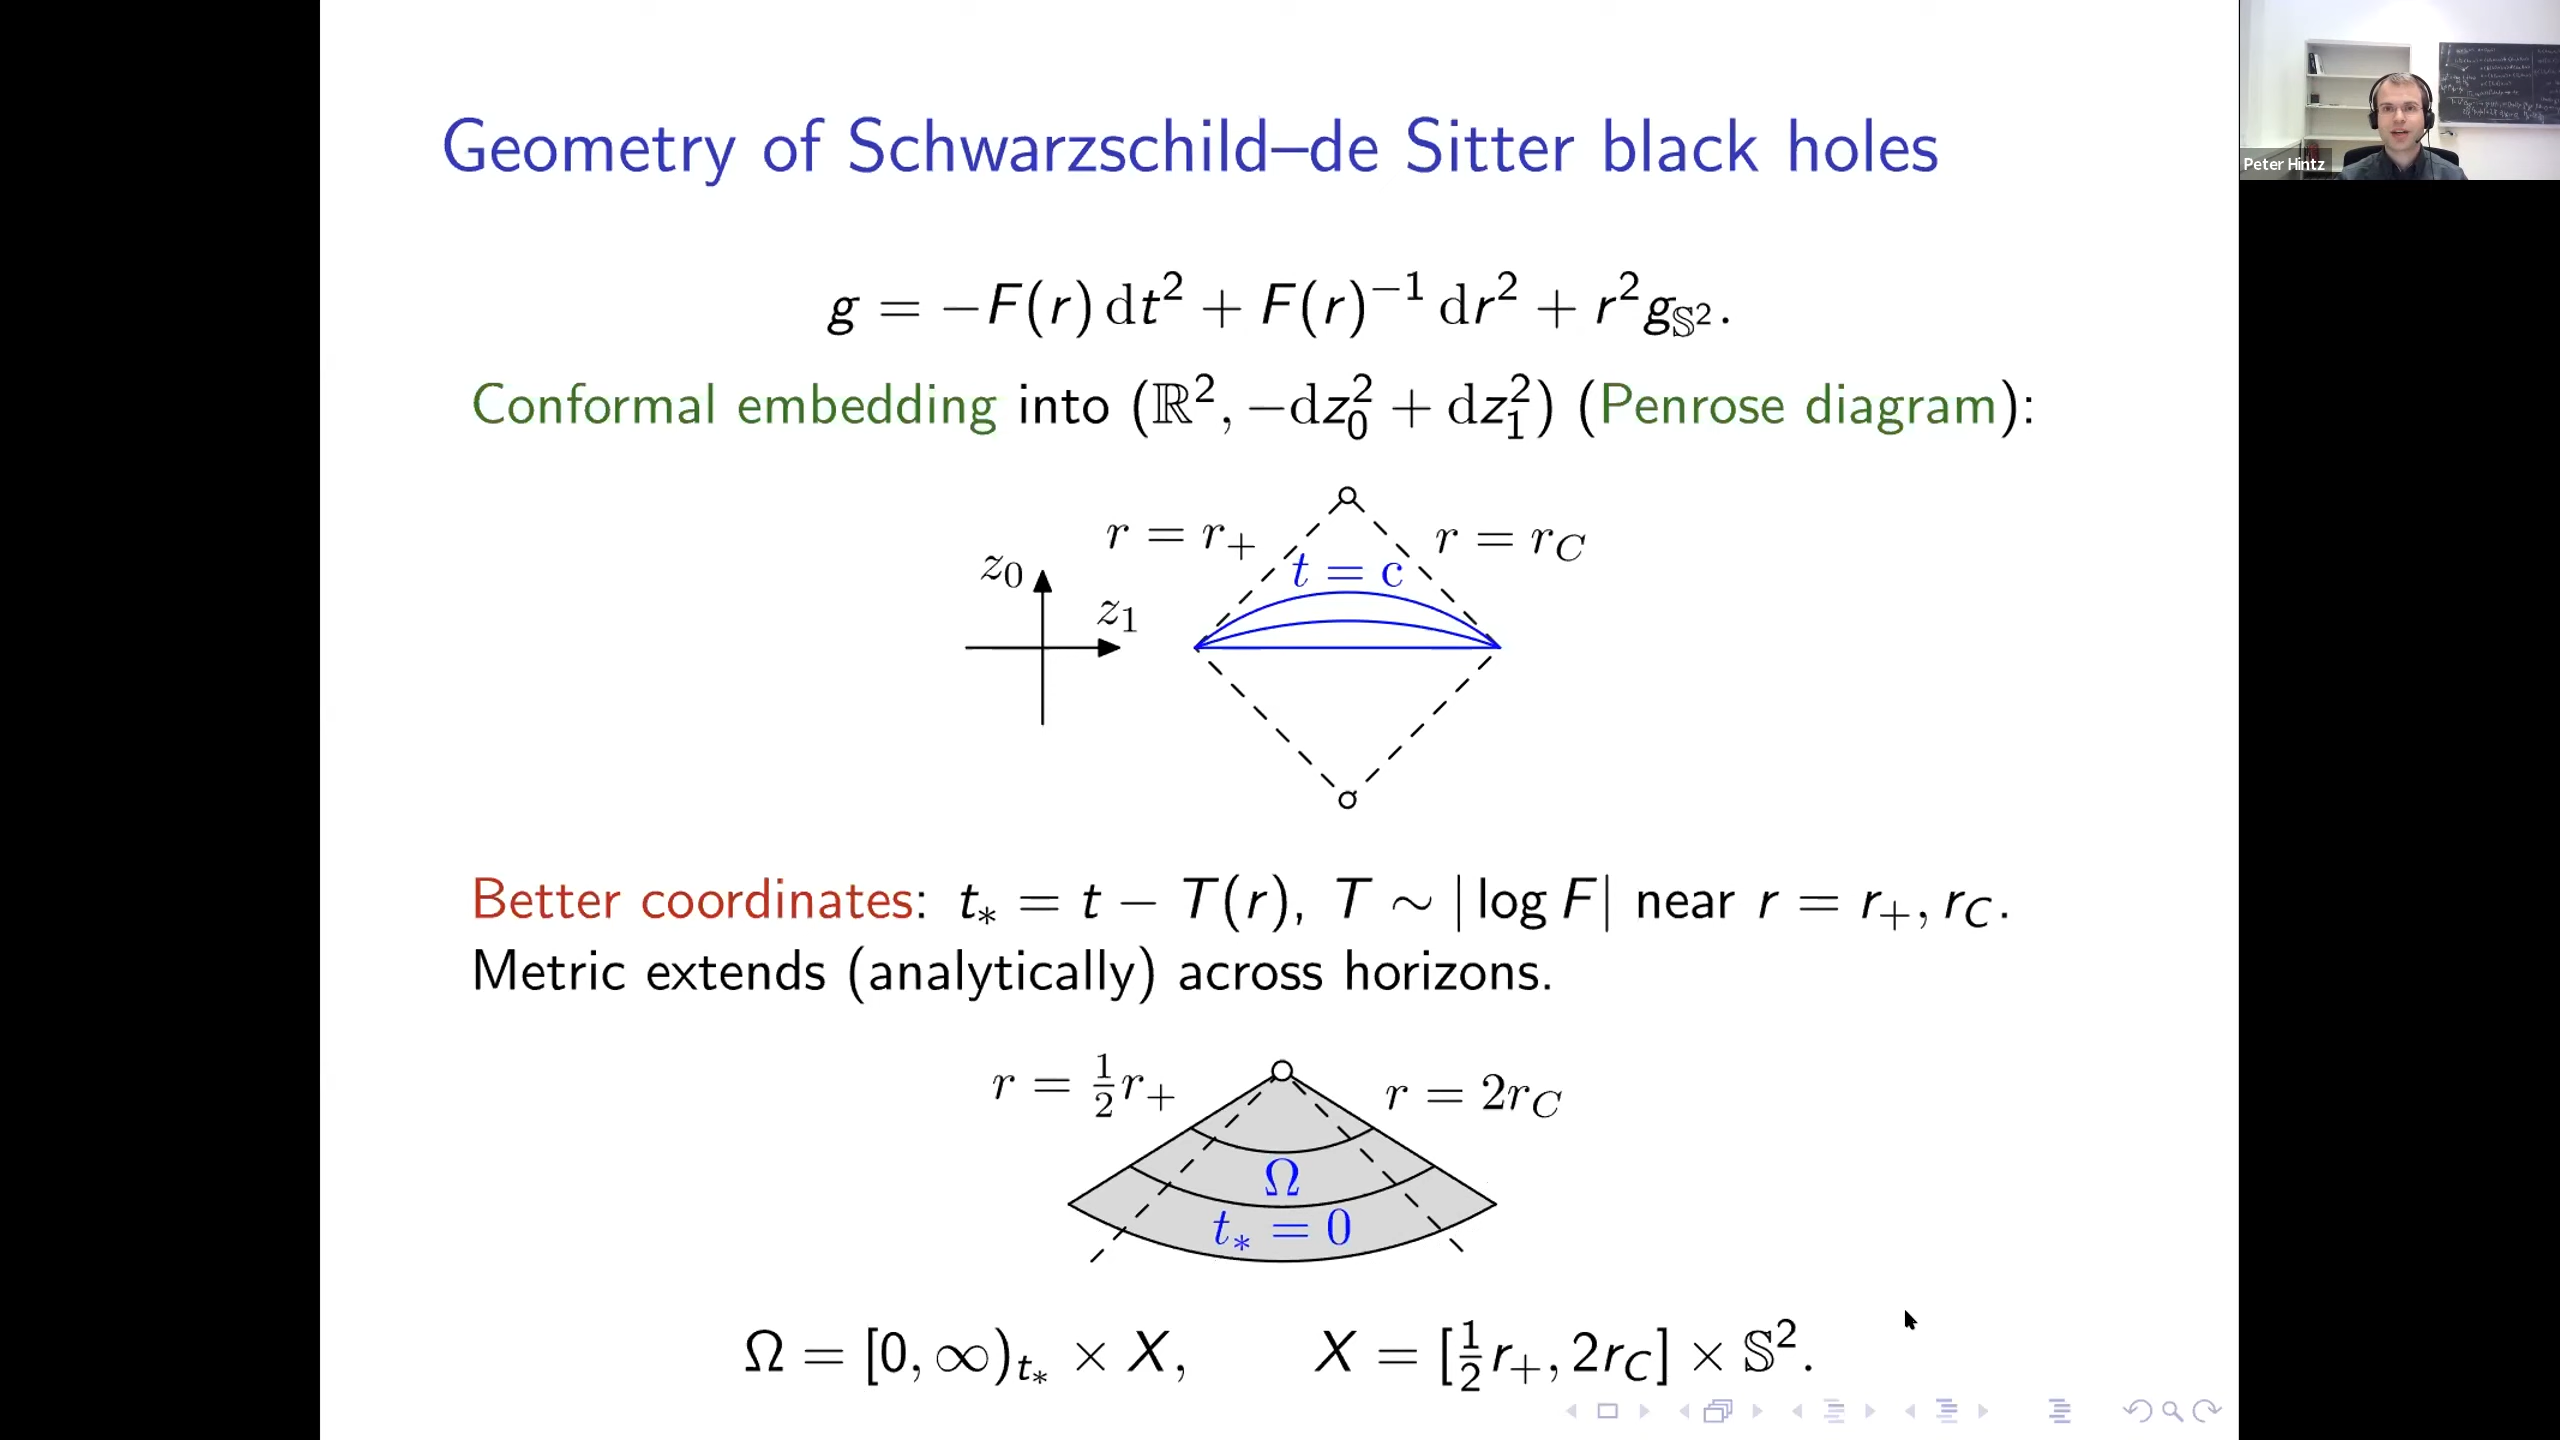 Geometry of Schwarzschild–de Sitter black holes
Peter Hintz
g = −F(r) dt² + F(r)⁻¹ dr² + r²g_{𝕊²}.
Conformal embedding into (ℝ², −dz₀² + dz₁²) (Penrose diagram):
r = r₊
r = r_C
t = c
z₀
z₁
Better coordinates: t_* = t − T(r), T ∼ |log F| near r = r₊, r_C.
Metric extends (analytically) across horizons.
r = ½r₊
r = 2r_C
Ω
t_* = 0
Ω = [0, ∞)_{t_*} × X, X = [½r₊, 2r_C] × 𝕊².